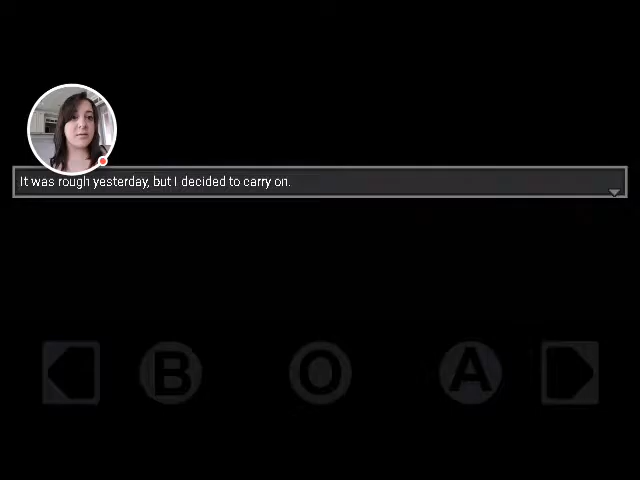 It was rough yesterday, but I decided to carry on.
B O A